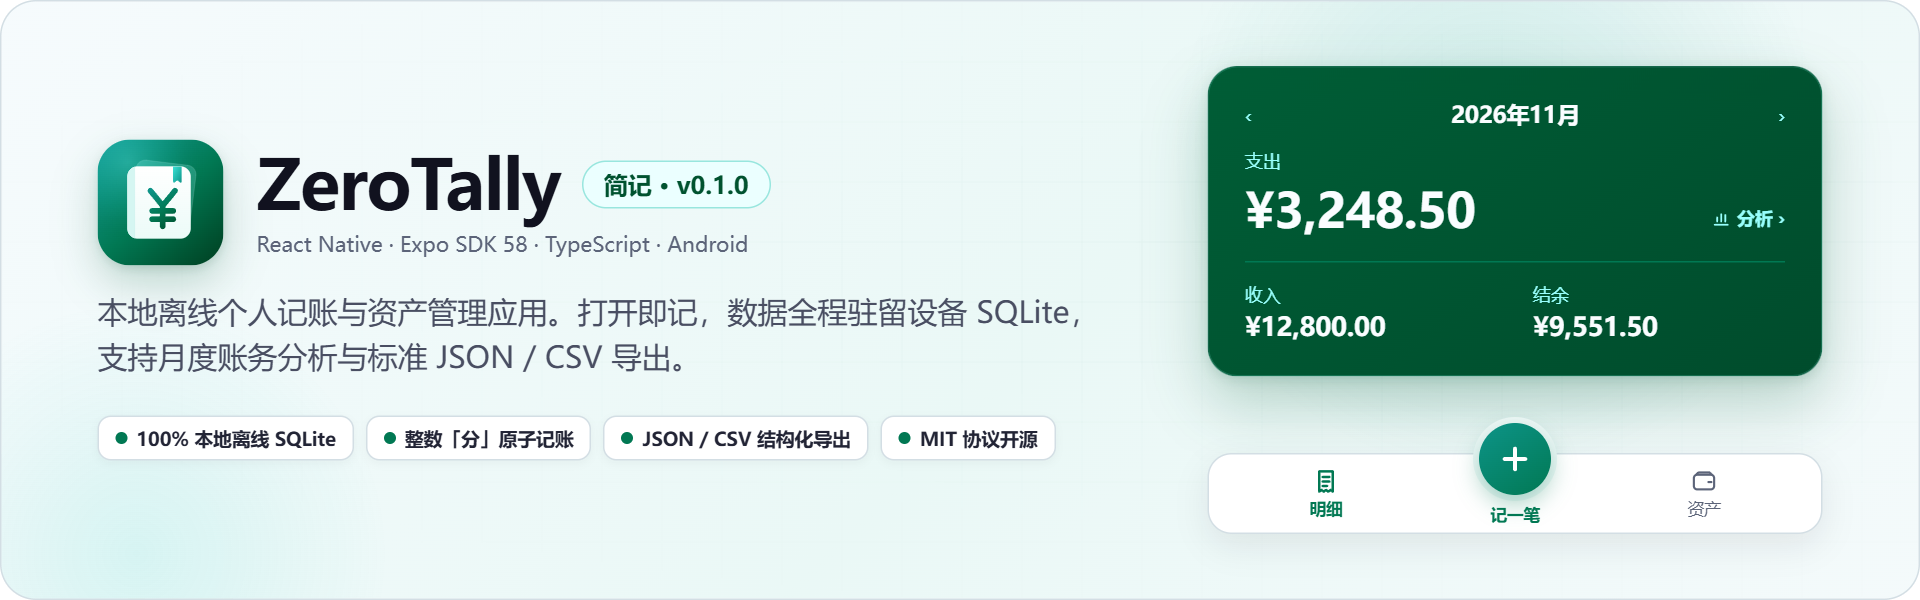 ZeroTally
简记 · v0.1.0
React Native · Expo SDK 58 · TypeScript · Android
本地离线个人记账与资产管理应用。打开即记，数据全程驻留设备 SQLite，
支持月度账务分析与标准 JSON / CSV 导出。
100% 本地离线 SQLite
整数「分」原子记账
JSON / CSV 结构化导出
MIT 协议开源
‹ 2026年11月 ›
支出
¥3,248.50
分析 ›
收入
¥12,800.00
结余
¥9,551.50
明细
记一笔
资产